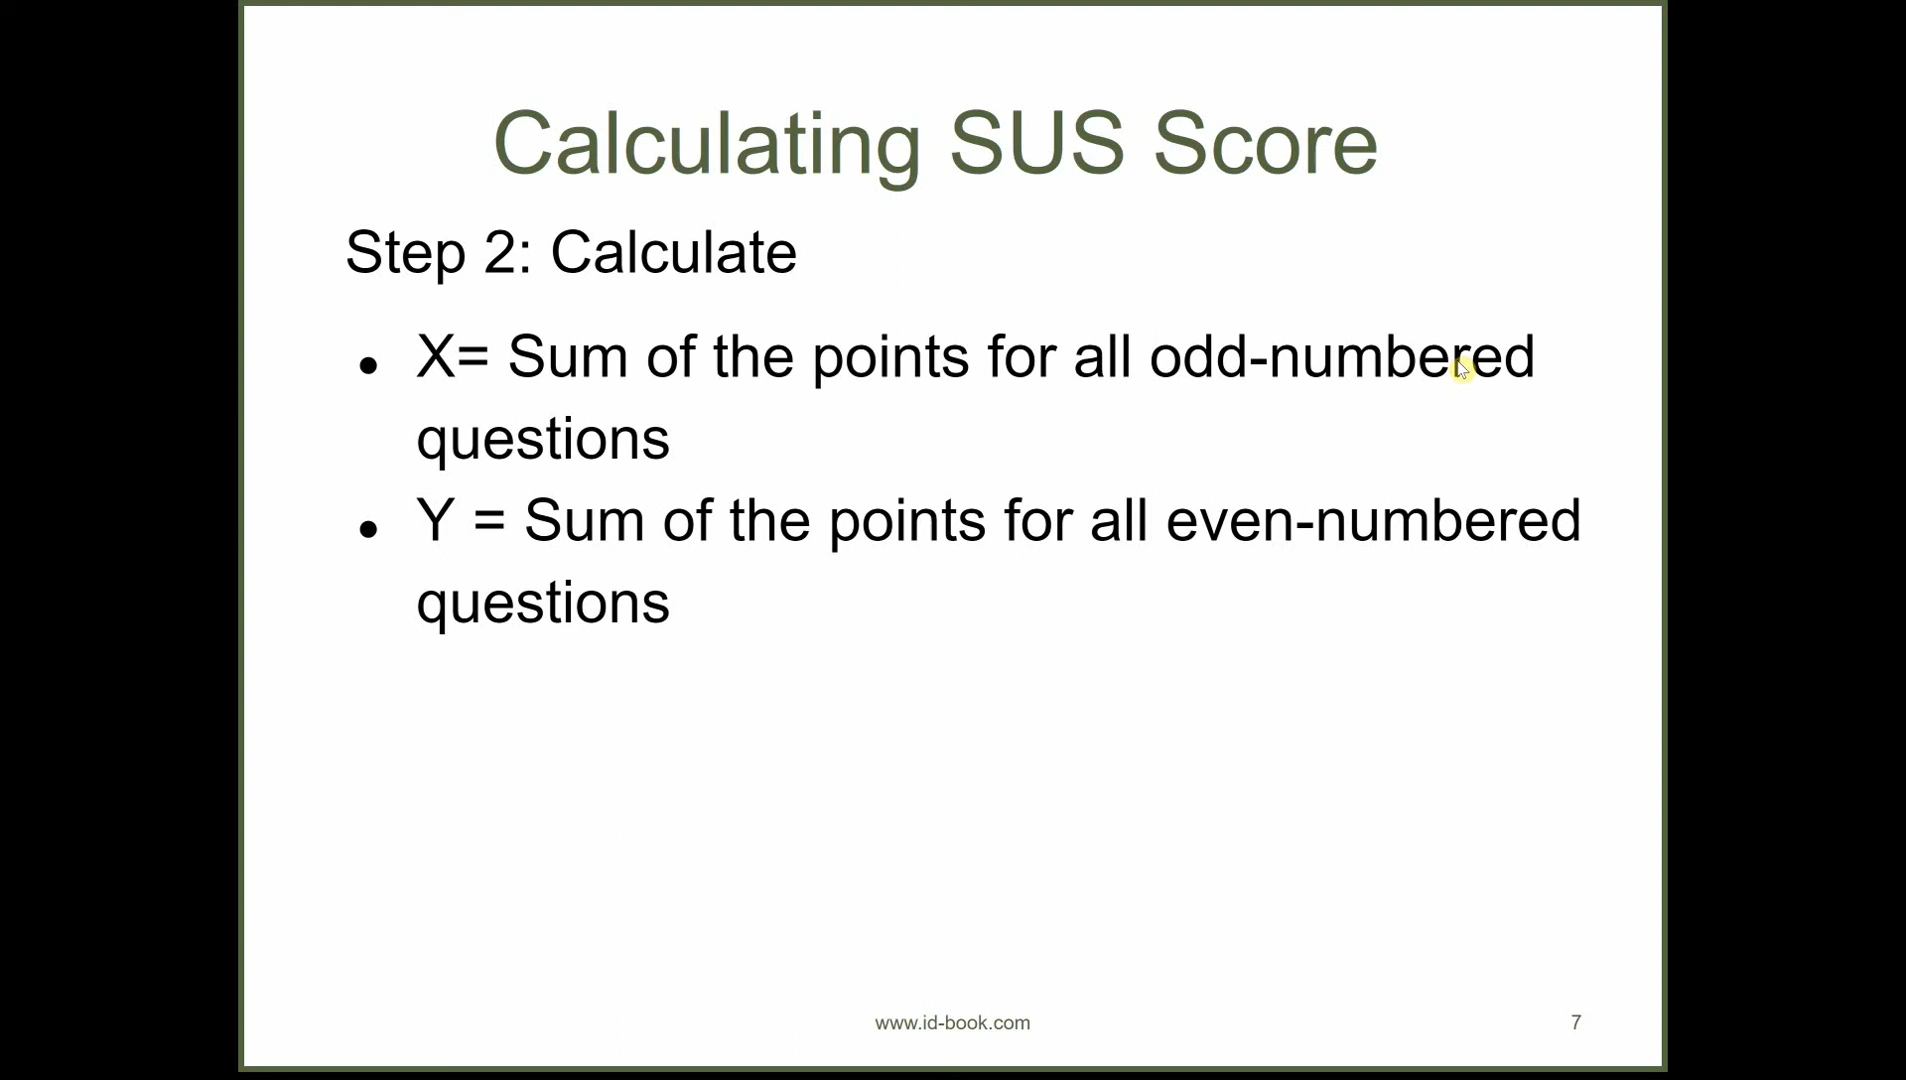 Calculating SUS Score
Step 2: Calculate
• X= Sum of the points for all odd-numbered
questions
• Y = Sum of the points for all even-numbered
questions
www.id-book.com
7